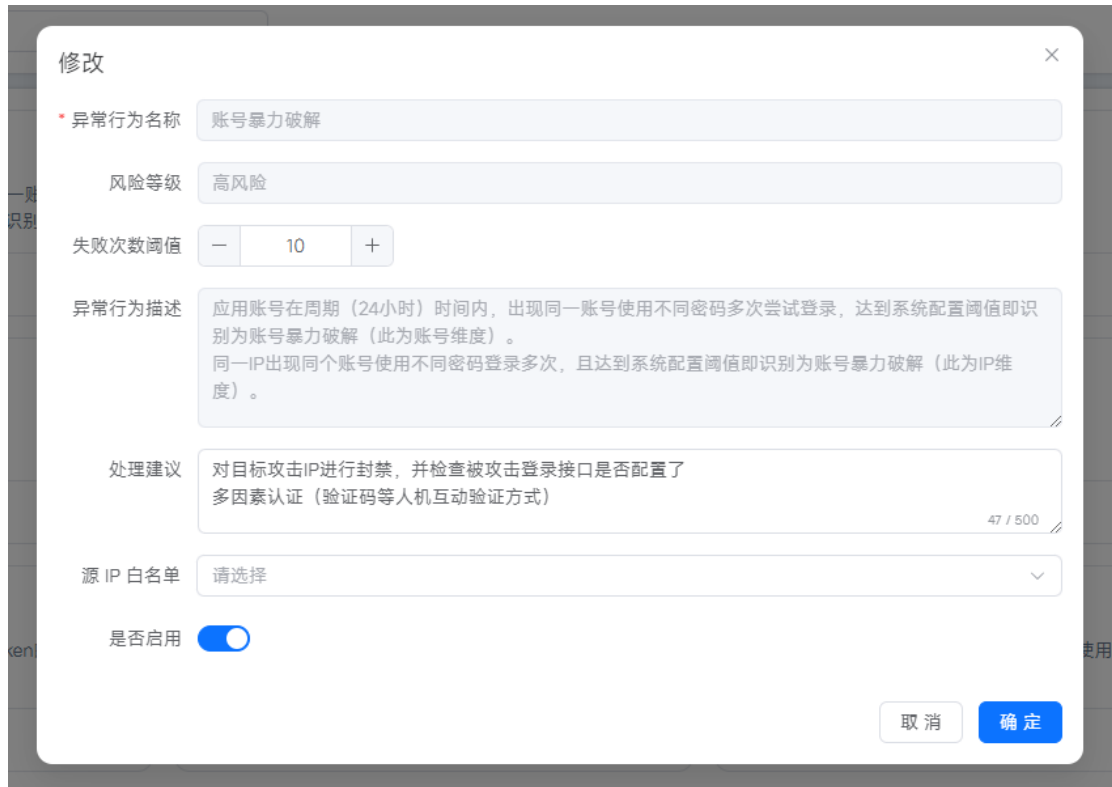 修改
* 异常行为名称 账号暴力破解
风险等级 高风险
失败次数阈值 10
异常行为描述 应用账号在周期（24小时）时间内，出现同一账号使用不同密码多次尝试登录，达到系统配置阈值即识
别为账号暴力破解（此为账号维度）。
同一IP出现同个账号使用不同密码登录多次，且达到系统配置阈值即识别为账号暴力破解（此为IP维
度）。
处理建议 对目标攻击IP进行封禁，并检查被攻击登录接口是否配置了
多因素认证（验证码等人机互动验证方式）
47 / 500
源 IP 白名单 请选择
是否启用
取 消 确 定
一账
识别
ken
使用